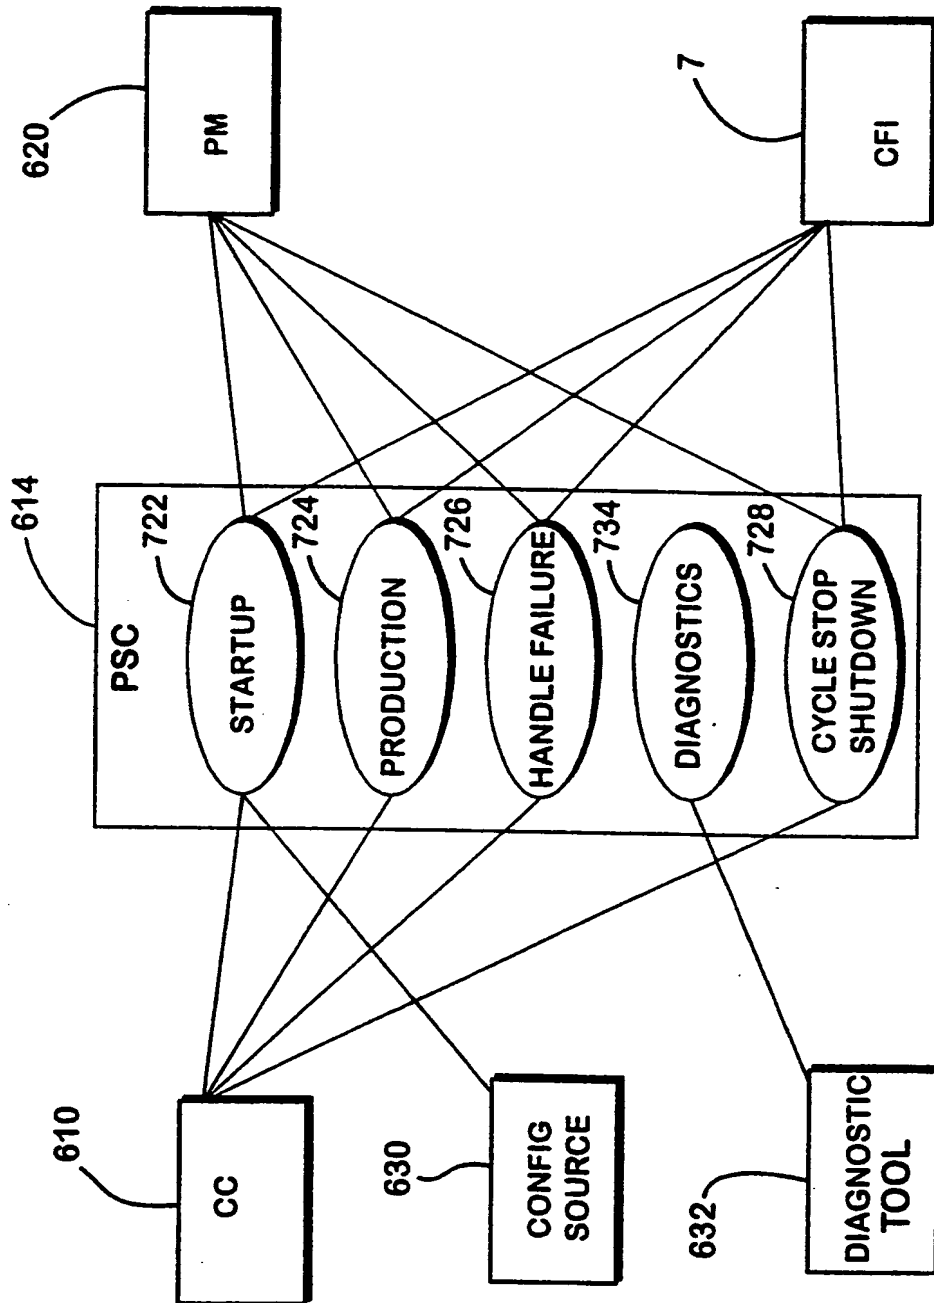 620
PM
7
CFI
614
PSC
722
STARTUP
724
PRODUCTION
726
HANDLE FAILURE
734
DIAGNOSTICS
728
CYCLE STOP
SHUTDOWN
610
CC
630
CONFIG
SOURCE
632
DIAGNOSTIC
TOOL